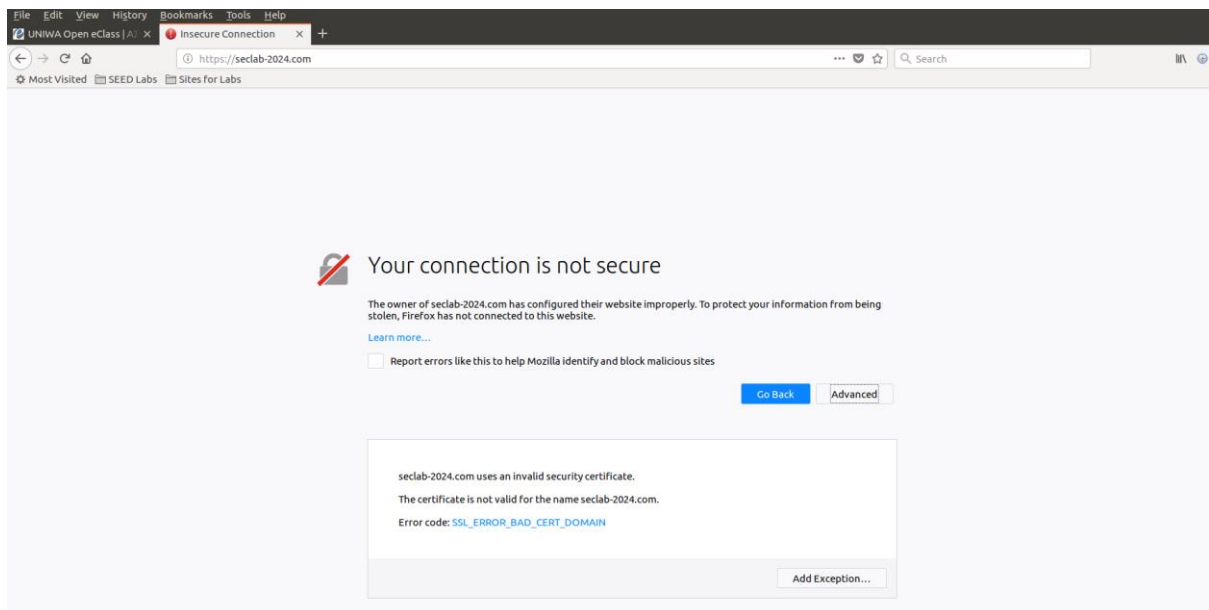 File Edit View History Bookmarks Tools Help
UNIWA Open eClass | Insecure Connection
https://seclab-2024.com Search
Most Visited SEED Labs Sites for Labs
Your connection is not secure
The owner of seclab-2024.com has configured their website improperly. To protect your information from being
stolen, Firefox has not connected to this website.
Learn more...
Report errors like this to help Mozilla identify and block malicious sites
Go Back Advanced
seclab-2024.com uses an invalid security certificate.
The certificate is not valid for the name seclab-2024.com.
Error code: SSL_ERROR_BAD_CERT_DOMAIN
Add Exception...